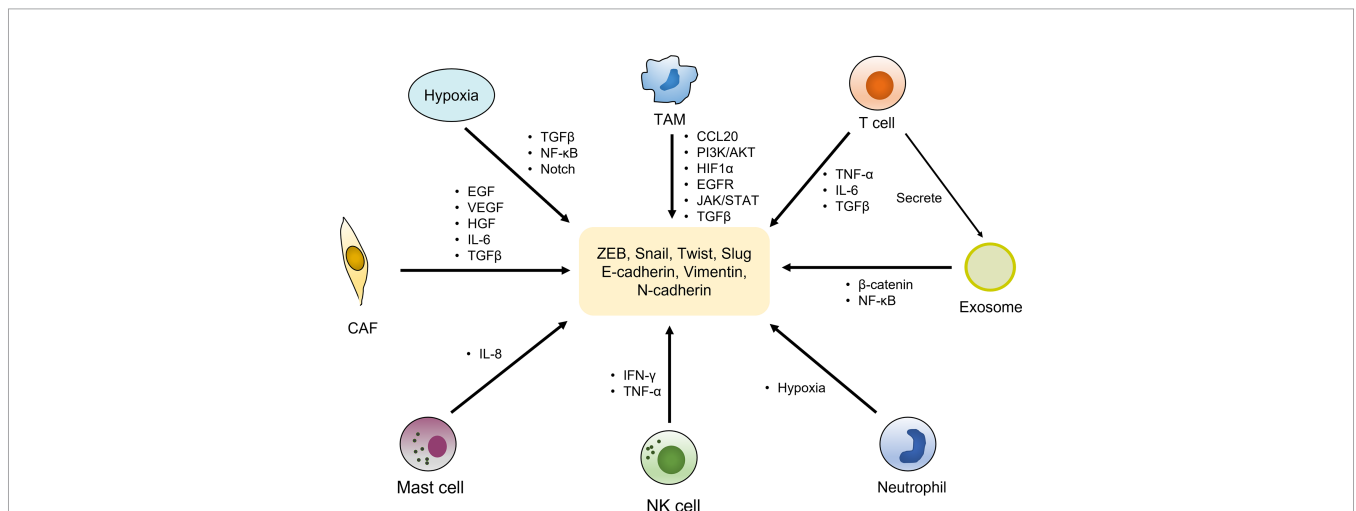 Hypoxia
• TGFβ
• NF-κB
• Notch
TAM
• CCL20
• PI3K/AKT
• HIF1α
• EGFR
• JAK/STAT
• TGFβ
T cell
• TNF-α
• IL-6
• TGFβ
Secrete
• EGF
• VEGF
• HGF
• IL-6
• TGFβ
CAF
ZEB, Snail, Twist, Slug
E-cadherin, Vimentin,
N-cadherin
• β-catenin
• NF-κB
Exosome
• IL-8
Mast cell
• IFN-γ
• TNF-α
NK cell
• Hypoxia
Neutrophil